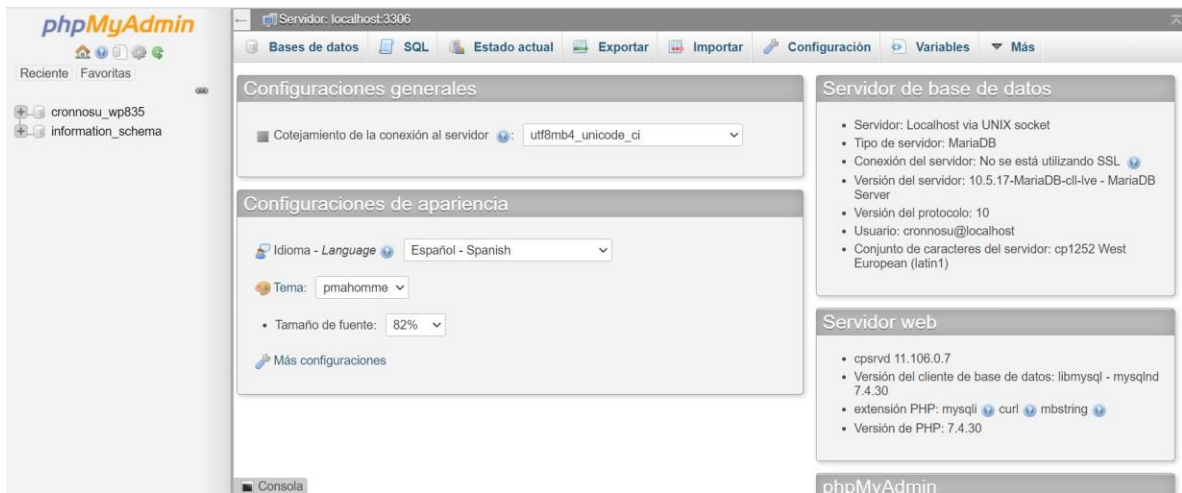 phpMyAdmin
Reciente Favoritas
cronnosu_wp835
information_schema
Servidor: localhost:3306
Bases de datos SQL Estado actual Exportar Importar Configuración Variables Más
Configuraciones generales
Cotejamiento de la conexión al servidor : utf8mb4_unicode_ci
Configuraciones de apariencia
Idioma - Language Español - Spanish
Tema: pmahomme
• Tamaño de fuente: 82%
Más configuraciones
Consola
Servidor de base de datos
• Servidor: Localhost via UNIX socket
• Tipo de servidor: MariaDB
• Conexión del servidor: No se está utilizando SSL
• Versión del servidor: 10.5.17-MariaDB-cll-lve - MariaDB
Server
• Versión del protocolo: 10
• Usuario: cronnosu@localhost
• Conjunto de caracteres del servidor: cp1252 West
European (latin1)
Servidor web
• cpsrvd 11.106.0.7
• Versión del cliente de base de datos: libmysql - mysqlnd
7.4.30
• extensión PHP: mysqli curl mbstring
• Versión de PHP: 7.4.30
phpMyAdmin